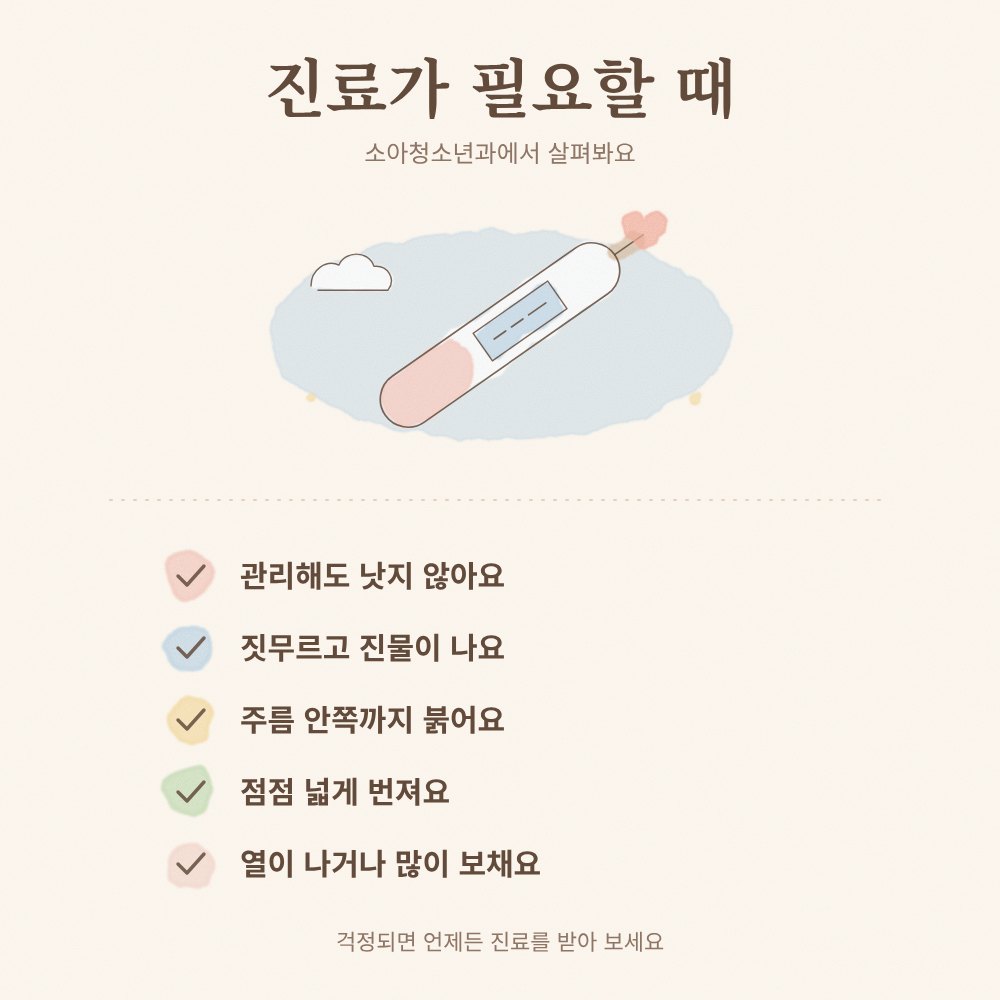 진료가 필요할 때
소아청소년과에서 살펴봐요
관리해도 낫지 않아요
짓무르고 진물이 나요
주름 안쪽까지 붉어요
점점 넓게 번져요
열이 나거나 많이 보채요
걱정되면 언제든 진료를 받아 보세요